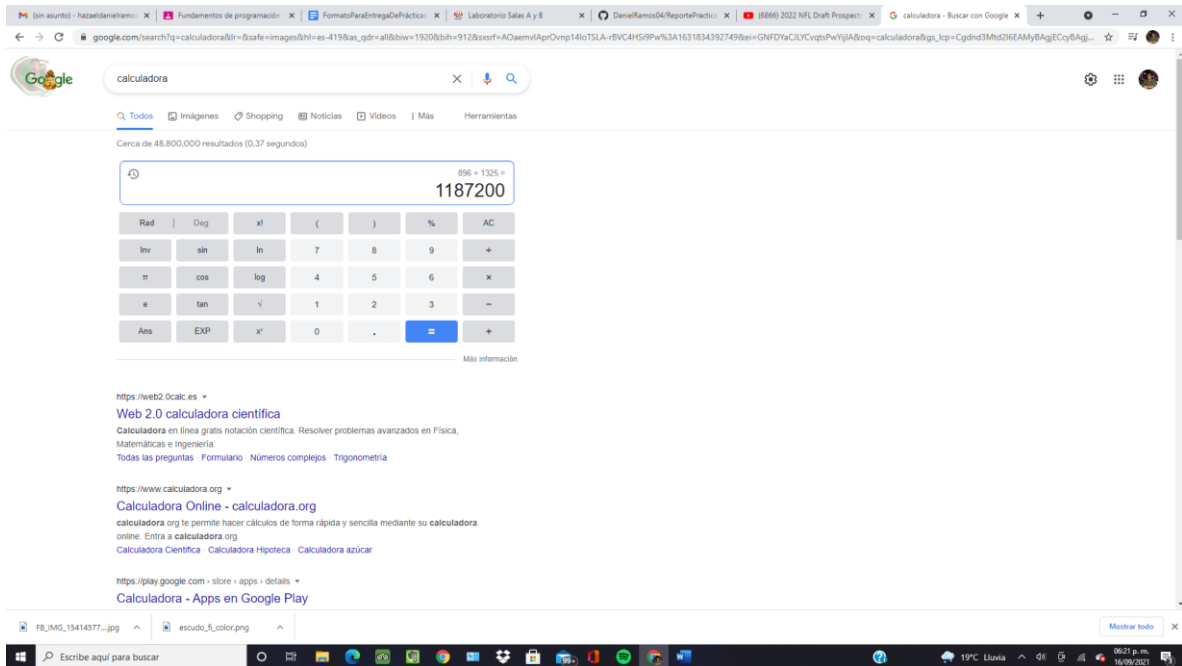 (sin asunto) - hazaeldanielramos
Fundamentos de programación
FormatoParaEntregaDePrácticas
Laboratorio Salas A y B
DanielRamos04/ReportePractica
(6866) 2022 NFL Draft Prospect
calculadora - Buscar con Google
Google
calculadora
Todos Imágenes Shopping Noticias Videos Más Herramientas
Cerca de 48,800,000 resultados (0.37 segundos)
896 × 1325 =
1187200
Rad | Deg x! ( ) % AC
Inv sin ln 7 8 9 ÷
π cos log 4 5 6 ×
e tan √ 1 2 3 −
Ans EXP xʸ 0 . = +
Más información
https://web2.0calc.es
Web 2.0 calculadora científica
Calculadora en línea gratis notación científica. Resolver problemas avanzados en Física,
Matemáticas e Ingeniería.
Todas las preguntas · Formulario · Números complejos · Trigonometría
https://www.calculadora.org
Calculadora Online - calculadora.org
calculadora.org te permite hacer cálculos de forma rápida y sencilla mediante su calculadora
online. Entra a calculadora.org.
Calculadora Cientifica · Calculadora Hipoteca · Calculadora azúcar
https://play.google.com › store › apps › details
Calculadora - Apps en Google Play
FB_IMG_15414577....jpg
escudo_fi_color.png
Mostrar todo
Escribe aquí para buscar
99+
19°C Lluvia
06:21 p. m.
16/09/2021